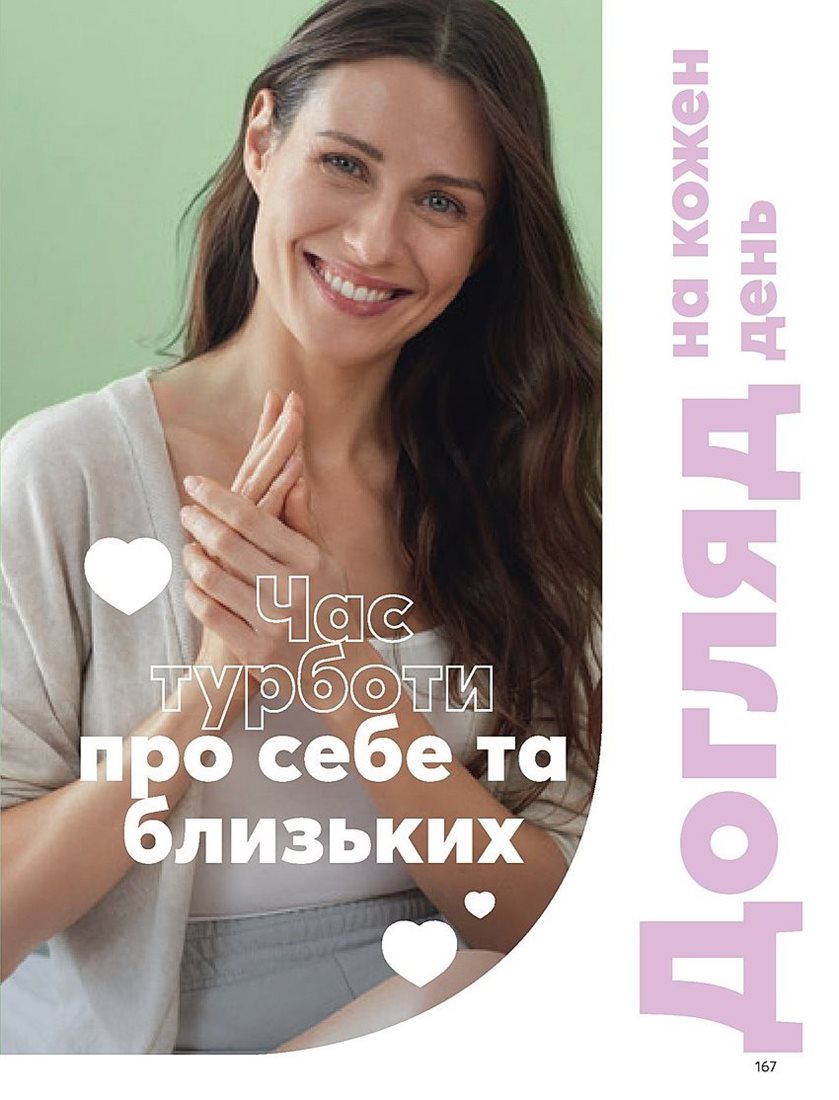 Час
турботи
про себе та
близьких
Догляд
на кожен
день
167